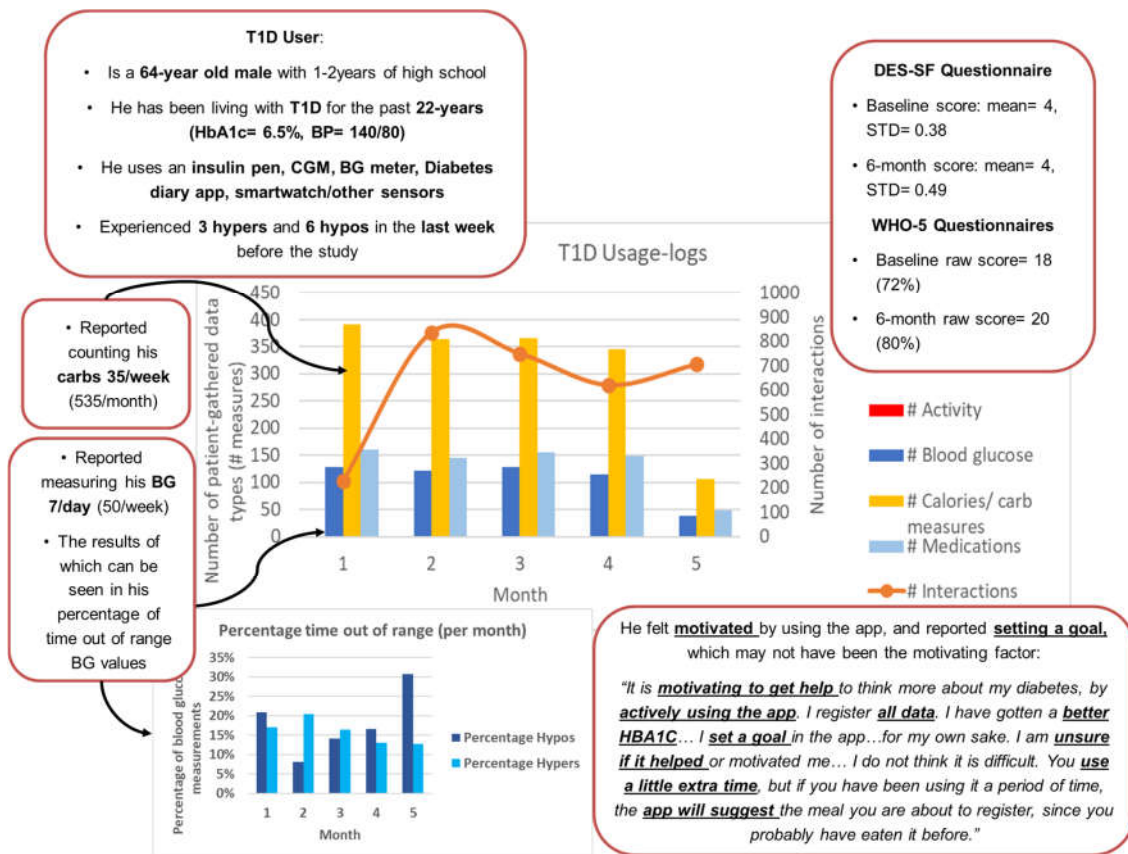 T1D User:
• Is a 64-year old male with 1-2years of high school
• He has been living with T1D for the past 22-years
(HbA1c= 6.5%, BP= 140/80)
• He uses an insulin pen, CGM, BG meter, Diabetes
diary app, smartwatch/other sensors
• Experienced 3 hypers and 6 hypos in the last week
before the study
DES-SF Questionnaire
• Baseline score: mean= 4,
STD= 0.38
• 6-month score: mean= 4,
STD= 0.49
WHO-5 Questionnaires
• Baseline raw score= 18
(72%)
• 6-month raw score= 20
(80%)
• Reported
counting his
carbs 35/week
(535/month)
• Reported
measuring his BG
7/day (50/week)
• The results of
which can be
seen in his
percentage of
time out of range
BG values
T1D Usage-logs
Number of patient-gathered data
types (# measures)
450
400
350
300
250
200
150
100
50
0
1000
900
800
700
600
500
400
300
200
100
0
Number of interactions
1 2 3 4 5
Month
# Activity
# Blood glucose
# Calories/ carb
measures
# Medications
# Interactions
Percentage time out of range (per month)
Percentage of blood gluco
measurements
35%
30%
25%
20%
15%
10%
5%
0%
1 2 3 4 5
Month
Percentage Hypos
Percentage Hypers
He felt motivated by using the app, and reported setting a goal,
which may not have been the motivating factor:
“It is motivating to get help to think more about my diabetes, by
actively using the app. I register all data. I have gotten a better
HBA1C… I set a goal in the app…for my own sake. I am unsure
if it helped or motivated me… I do not think it is difficult. You use
a little extra time, but if you have been using it a period of time,
the app will suggest the meal you are about to register, since you
probably have eaten it before.”